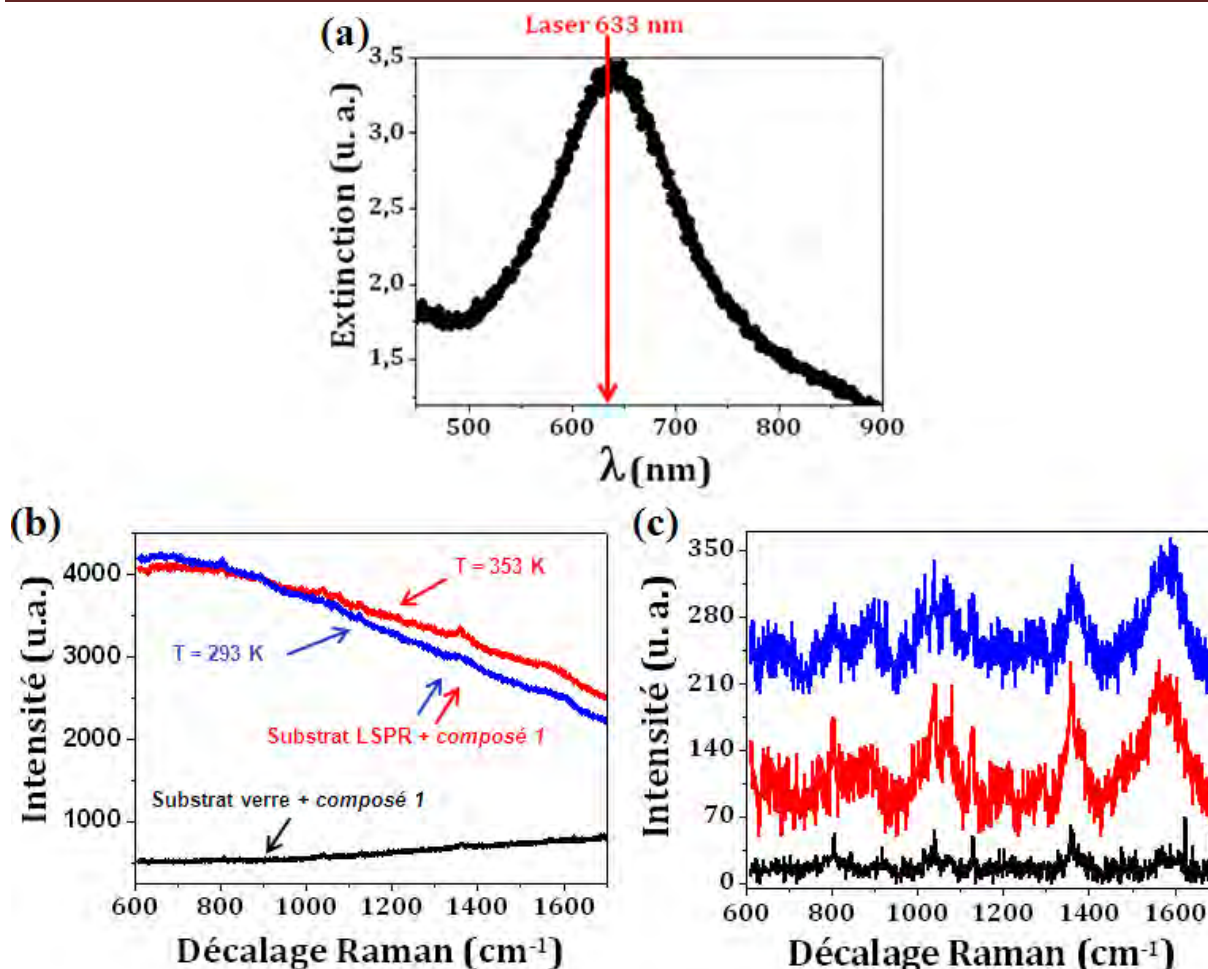 (a)
Laser 633 nm
3,5
3,0
2,5
2,0
1,5
Extinction (u. a.)
500 600 700 800 900
λ (nm)
(b)
4000
3000
2000
1000
Intensité (u.a.)
T = 353 K
T = 293 K
Substrat LSPR + composé 1
Substrat verre + composé 1
600 800 1000 1200 1400 1600
Décalage Raman (cm⁻¹)
(c)
350
280
210
140
70
0
Intensité (u. a.)
600 800 1000 1200 1400 1600
Décalage Raman (cm⁻¹)